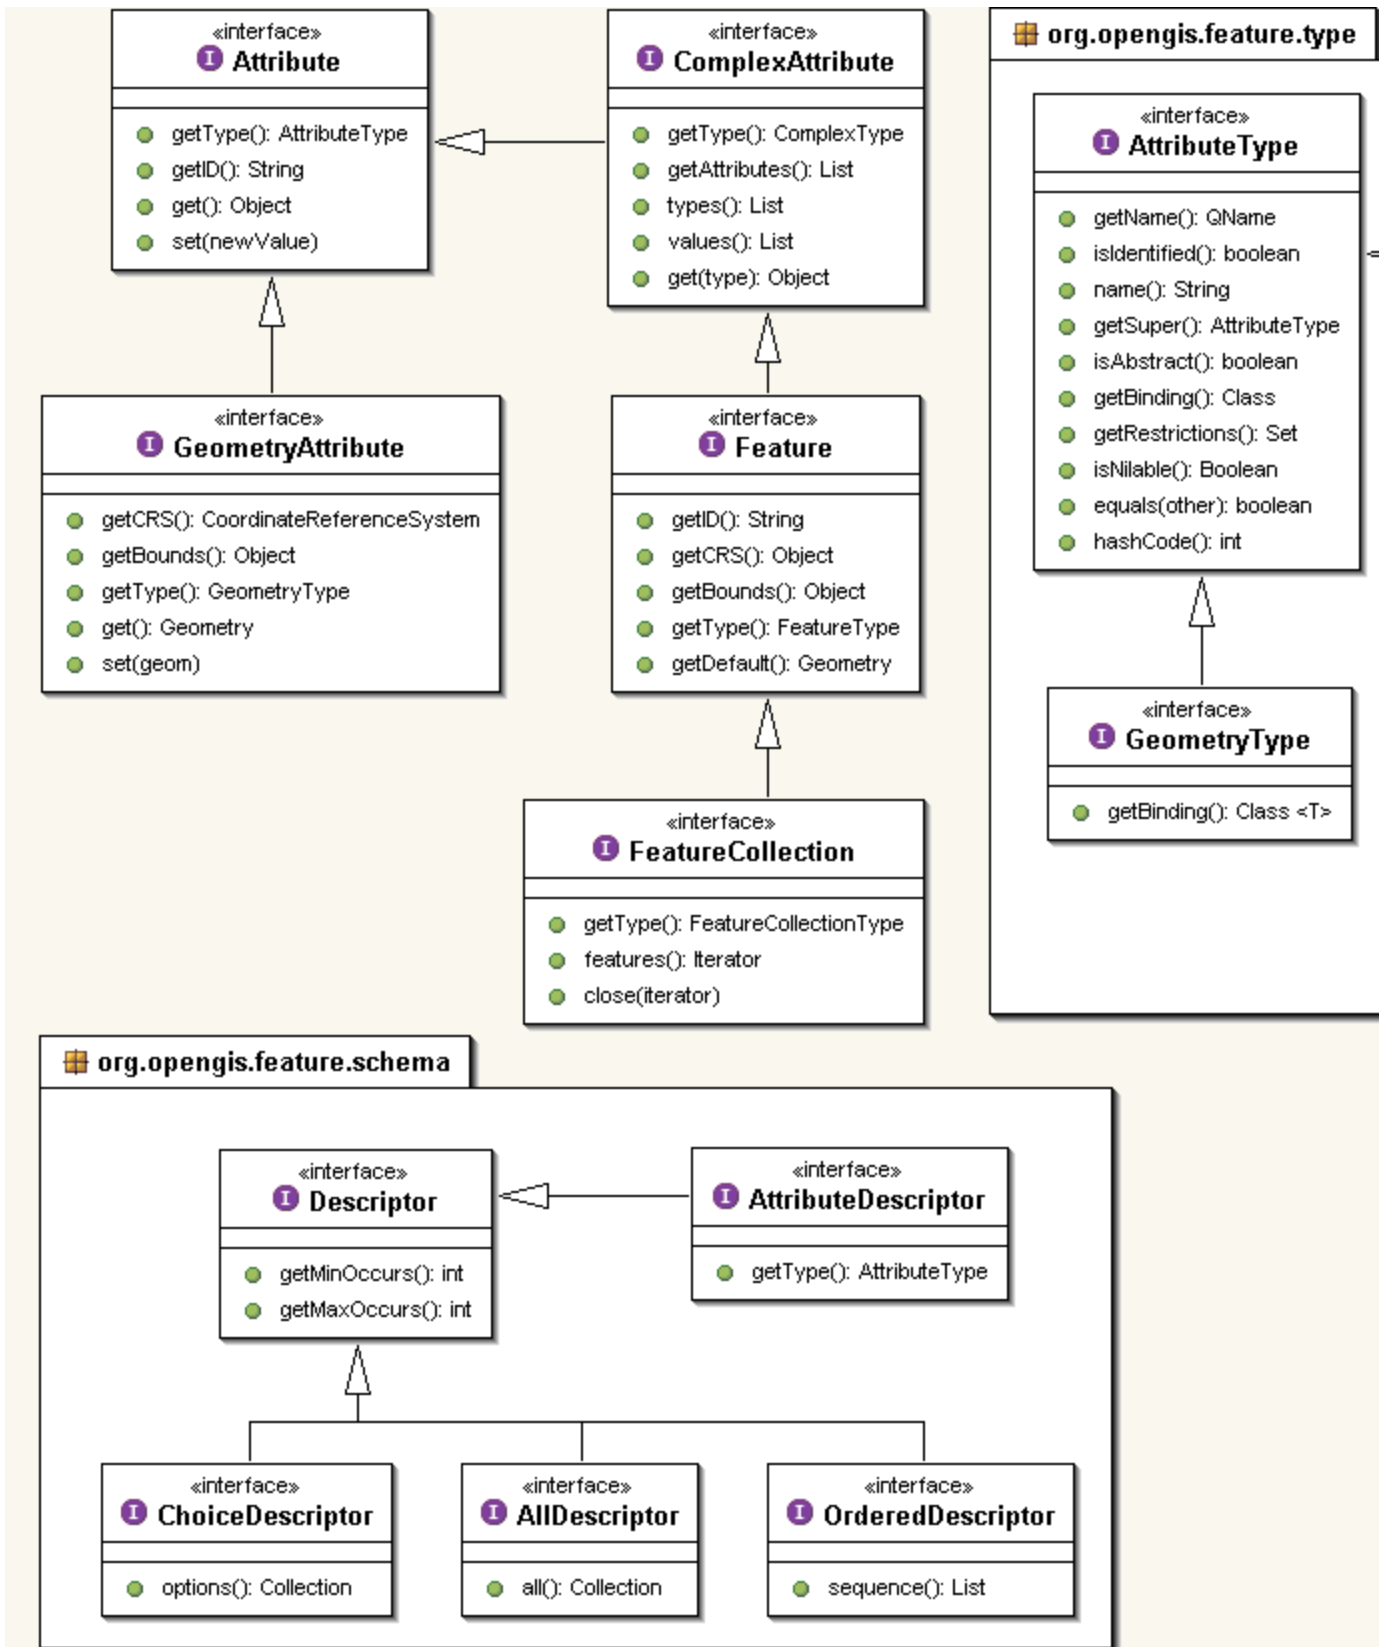 «interface»
Attribute
getType(): AttributeType
getID(): String
get(): Object
set(newValue)
«interface»
ComplexAttribute
getType(): ComplexType
getAttributes(): List
types(): List
values(): List
get(type): Object
org.opengis.feature.type
«interface»
AttributeType
getName(): QName
isIdentified(): boolean
name(): String
getSuper(): AttributeType
isAbstract(): boolean
getBinding(): Class
getRestrictions(): Set
isNilable(): Boolean
equals(other): boolean
hashCode(): int
«interface»
GeometryAttribute
getCRS(): CoordinateReferenceSystem
getBounds(): Object
getType(): GeometryType
get(): Geometry
set(geom)
«interface»
Feature
getID(): String
getCRS(): Object
getBounds(): Object
getType(): FeatureType
getDefault(): Geometry
«interface»
GeometryType
getBinding(): Class <T>
«interface»
FeatureCollection
getType(): FeatureCollectionType
features(): Iterator
close(iterator)
org.opengis.feature.schema
«interface»
Descriptor
getMinOccurs(): int
getMaxOccurs(): int
«interface»
AttributeDescriptor
getType(): AttributeType
«interface»
ChoiceDescriptor
options(): Collection
«interface»
AllDescriptor
all(): Collection
«interface»
OrderedDescriptor
sequence(): List